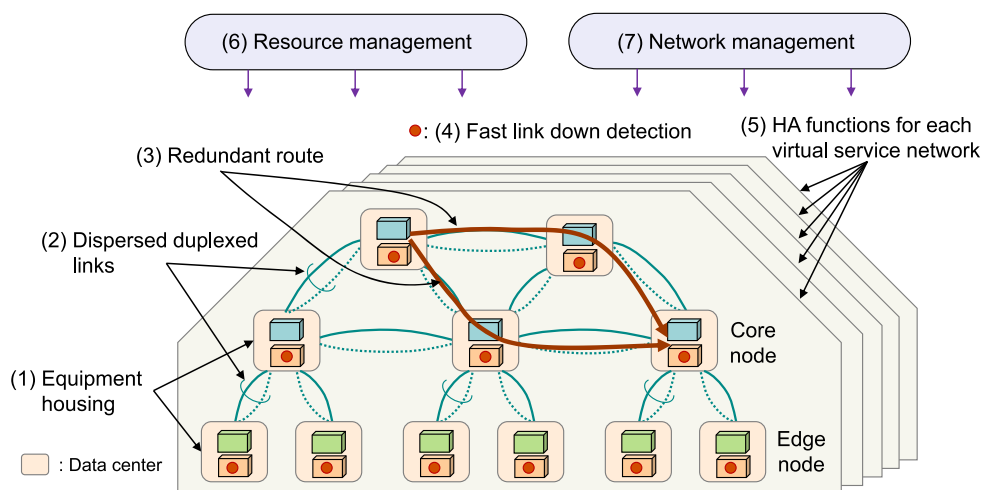 (6) Resource management
(7) Network management
: (4) Fast link down detection
(5) HA functions for each
virtual service network
(3) Redundant route
(2) Dispersed duplexed
links
Core
node
(1) Equipment
housing
Edge
node
: Data center